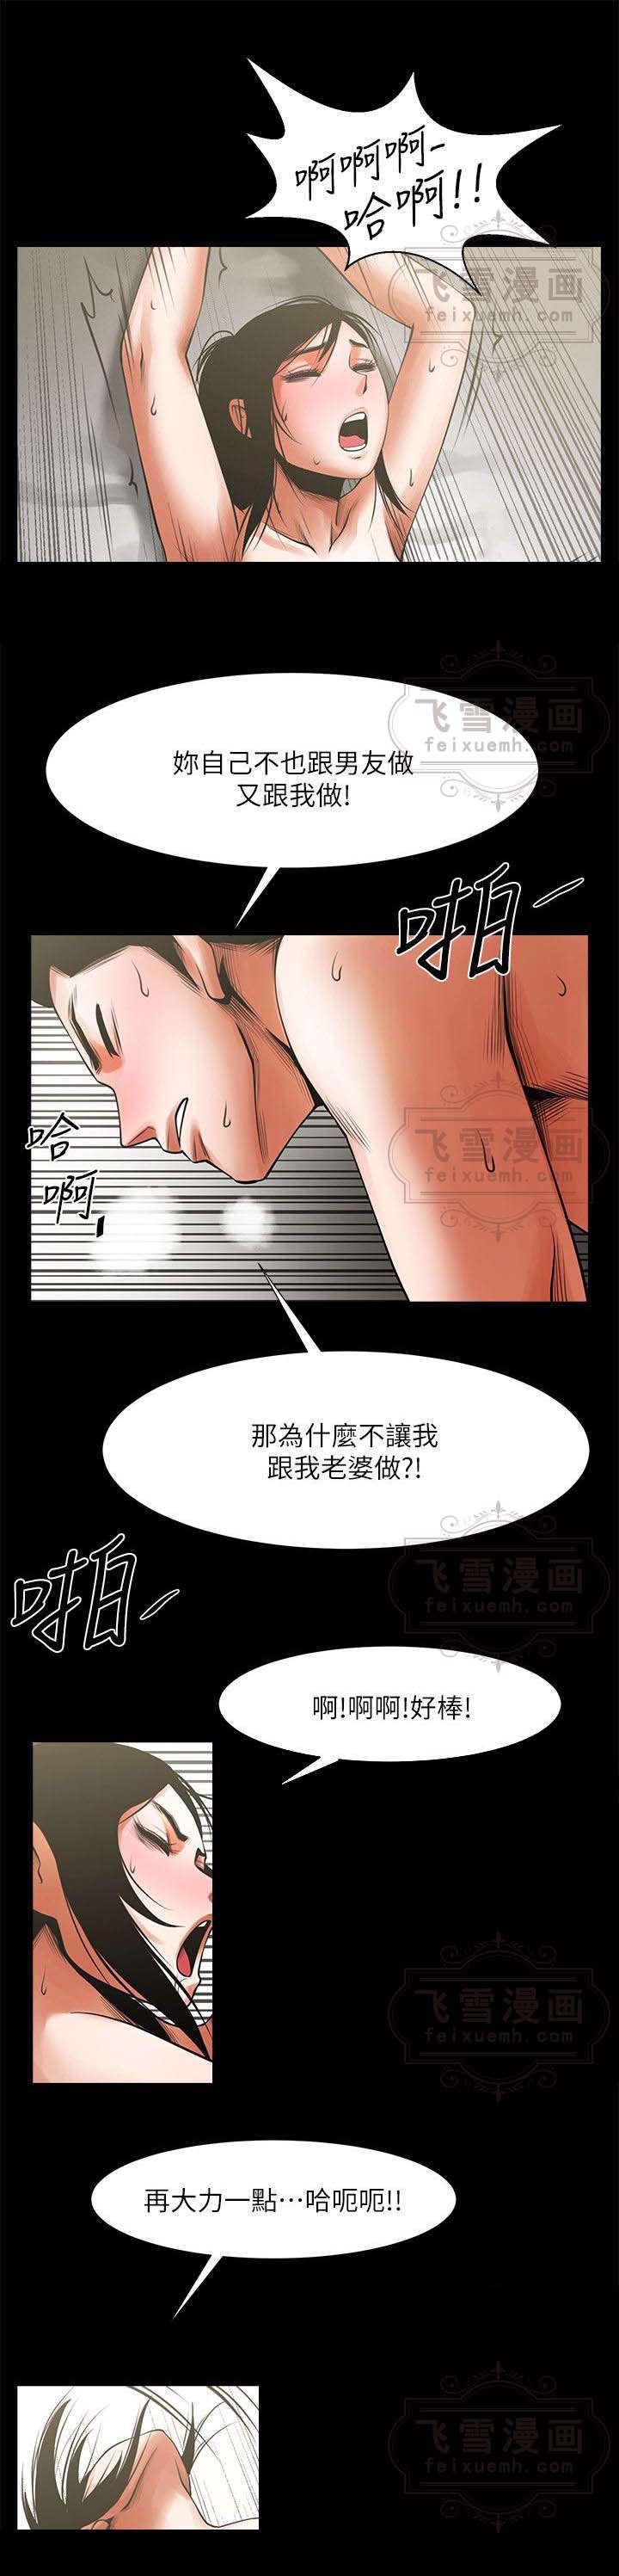 啊啊啊-
哈啊!!
飞雪漫画
feixuemh.com
飞雪漫画
feixuemh.com
妳自己不也跟男友做
又跟我做!
啪—
哈
啊,
飞雪漫画
feixuemh.com
那為什麼不讓我
跟我老婆做?!
飞雪漫画
feixuemh.com
啪—
啊!啊啊!好棒!
飞雪漫画
feixuemh.com
再大力一點⋯哈呃呃!!
飞雪漫画
feixuemh.com